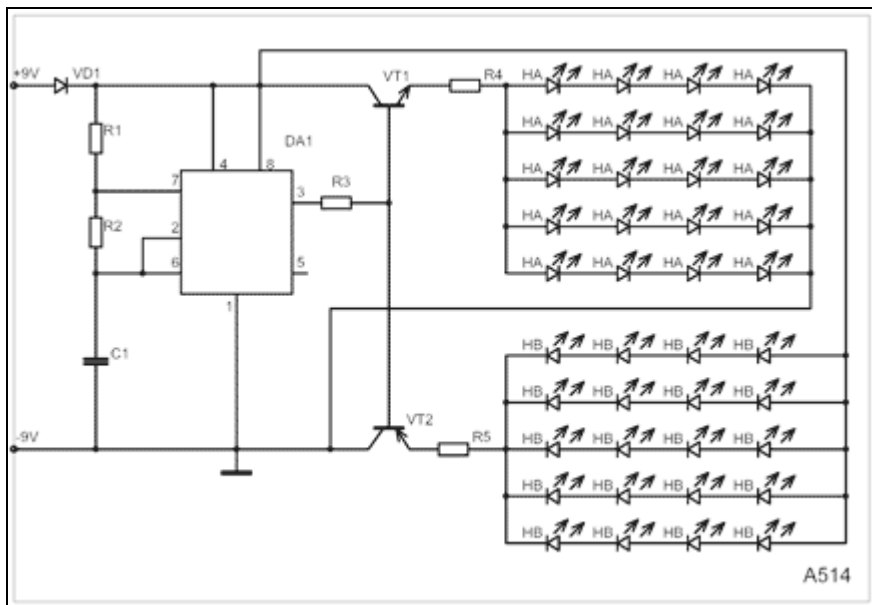 +9V VD1 VT1 R4 HA HA HA HA
R1 DA1
HA HA HA HA
4 8
7 3 R3 HA HA HA HA
R2 2
HA HA HA HA
6 5 HA HA HA HA
1
HB HB HB HB
C1
HB HB HB HB
VT2
-9V R5 HB HB HB HB
HB HB HB HB
HB HB HB HB
A514